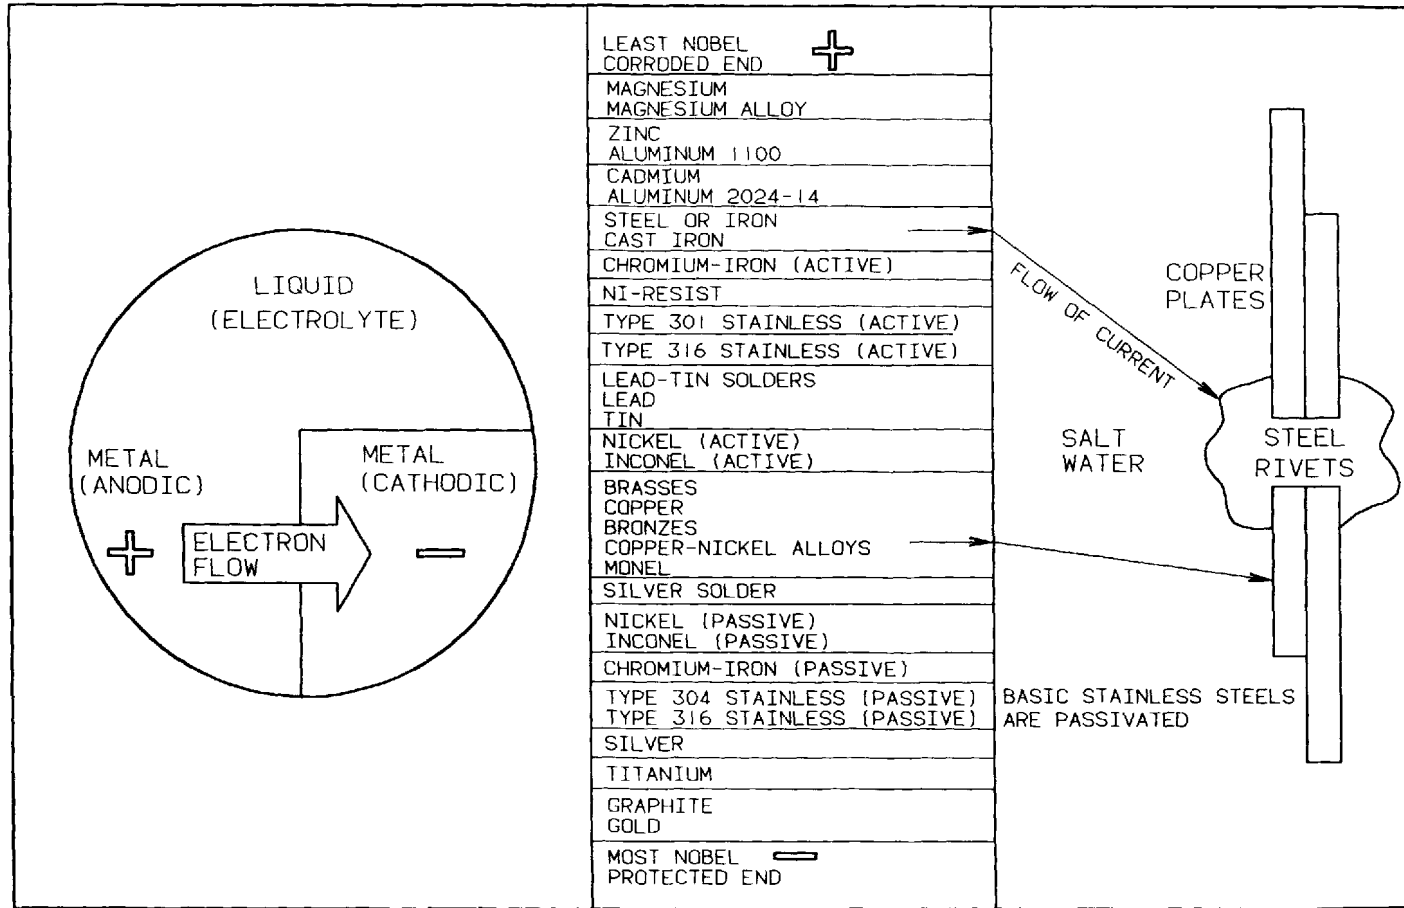 LIQUID
(ELECTROLYTE)
METAL
(ANODIC)
METAL
(CATHODIC)
+
ELECTRON
FLOW
−
LEAST NOBEL +
CORRODED END
MAGNESIUM
MAGNESIUM ALLOY
ZINC
ALUMINUM 1100
CADMIUM
ALUMINUM 2024-14
STEEL OR IRON
CAST IRON
CHROMIUM-IRON (ACTIVE)
NI-RESIST
TYPE 301 STAINLESS (ACTIVE)
TYPE 316 STAINLESS (ACTIVE)
LEAD-TIN SOLDERS
LEAD
TIN
NICKEL (ACTIVE)
INCONEL (ACTIVE)
BRASSES
COPPER
BRONZES
COPPER-NICKEL ALLOYS
MONEL
SILVER SOLDER
NICKEL (PASSIVE)
INCONEL (PASSIVE)
CHROMIUM-IRON (PASSIVE)
TYPE 304 STAINLESS (PASSIVE)
TYPE 316 STAINLESS (PASSIVE)
SILVER
TITANIUM
GRAPHITE
GOLD
MOST NOBEL −
PROTECTED END
FLOW OF CURRENT
COPPER
PLATES
SALT
WATER
STEEL
RIVETS
BASIC STAINLESS STEELS
ARE PASSIVATED